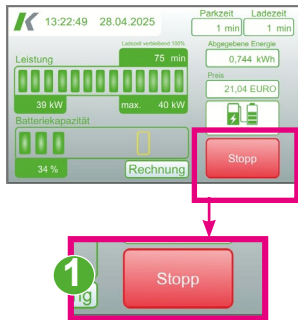 K 13:22:49 28.04.2025
Parkzeit Ladezeit
1 min 1 min
Ladezeit verbleibend 100%
Leistung 75 min
39 kW max. 40 kW
Abgegebene Energie
0,744 kWh
Preis
21,04 EURO
Batteriekapazität
34 % Rechnung
Stopp
1
ng
Stopp